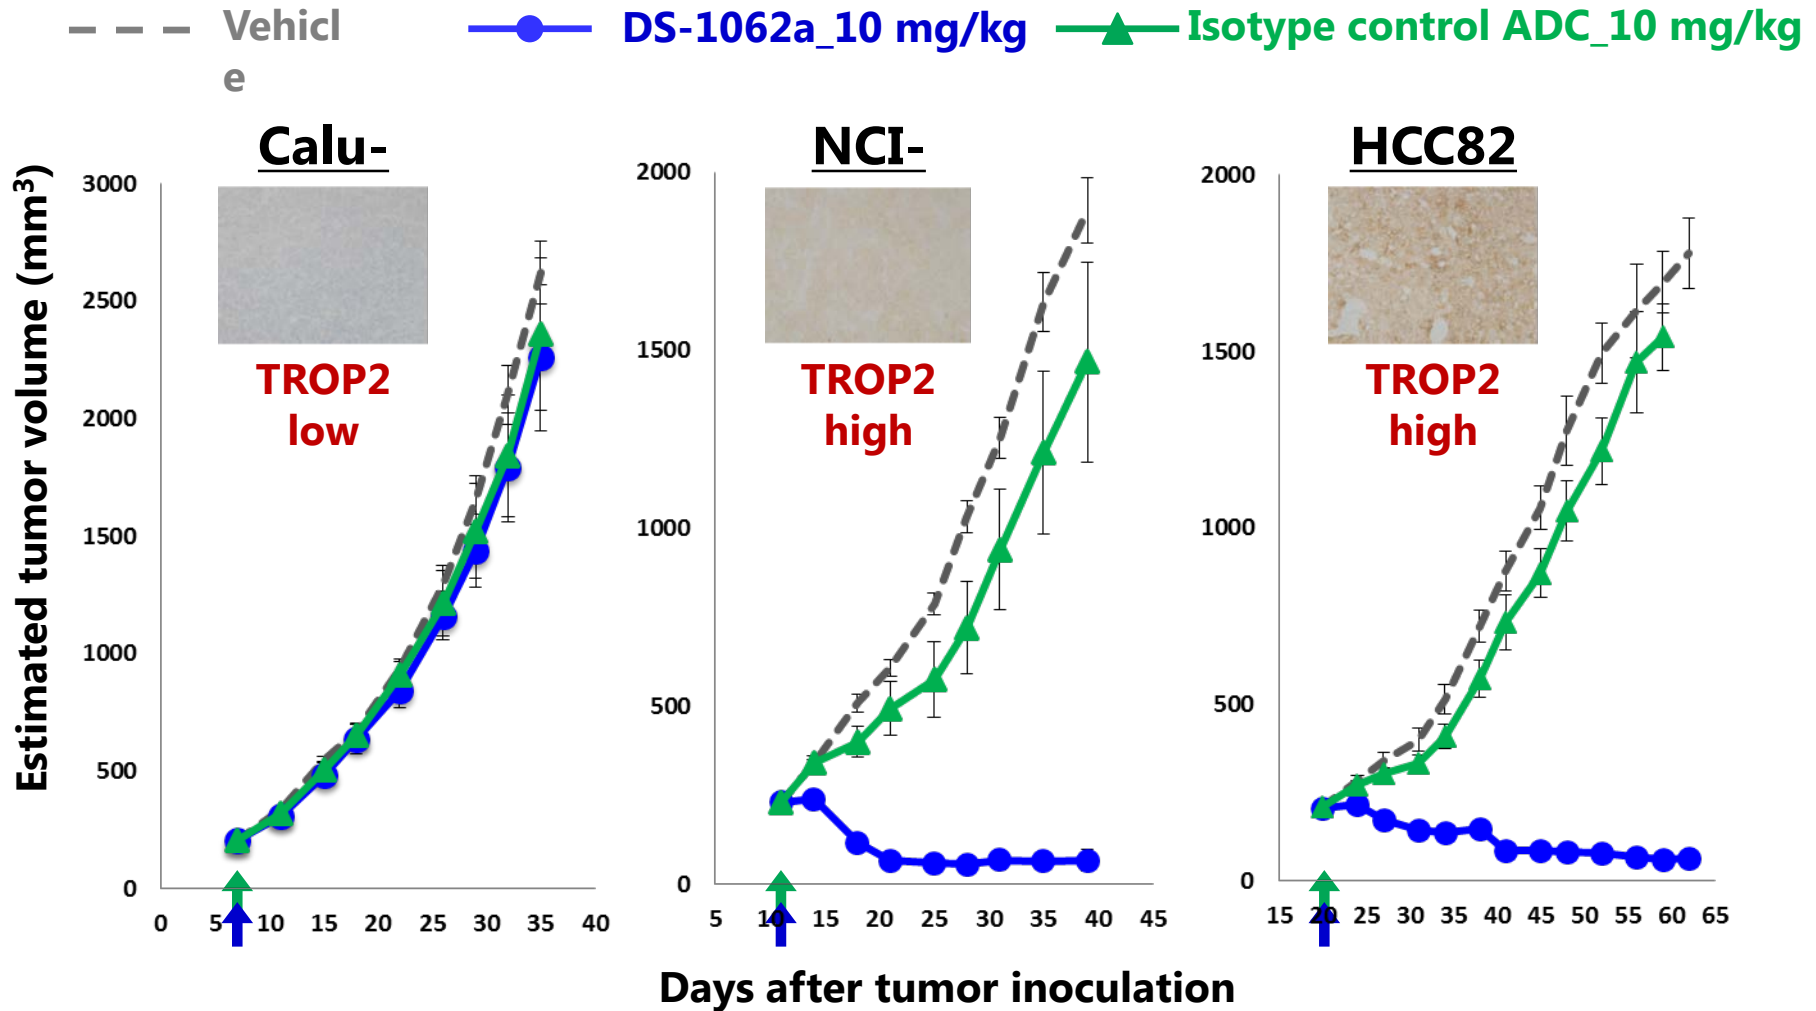 Vehicl
e
DS-1062a_10 mg/kg
Isotype control ADC_10 mg/kg
Estimated tumor volume (mm³)
Calu-
TROP2
low
3000
2500
2000
1500
1000
500
0
0 5 10 15 20 25 30 35 40
NCI-
TROP2
high
2000
1500
1000
500
0
5 10 15 20 25 30 35 40 45
HCC82
TROP2
high
2000
1500
1000
500
0
15 20 25 30 35 40 45 50 55 60 65
Days after tumor inoculation